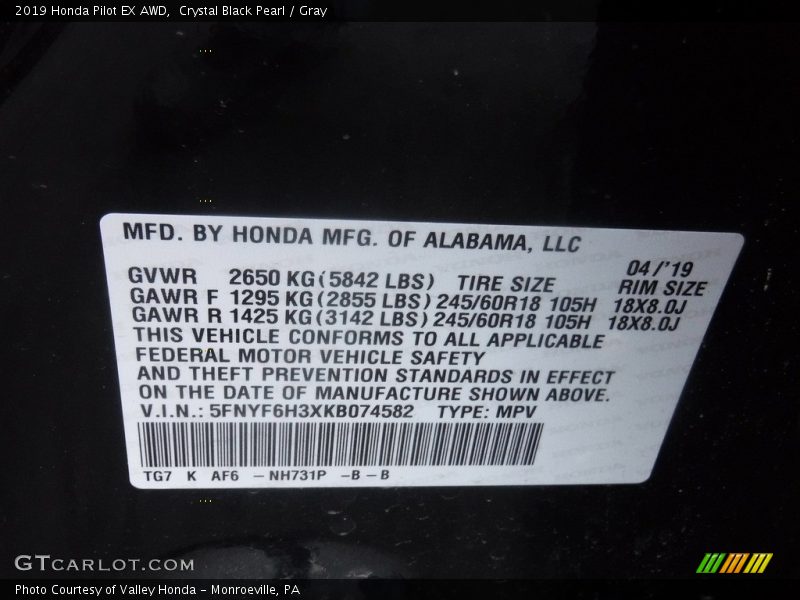 2019 Honda Pilot EX AWD,  Crystal Black Pearl / Gray
MFD. BY HONDA MFG. OF ALABAMA, LLC
04/'19
GVWR 2650 KG (5842 LBS) TIRE SIZE RIM SIZE
GAWR F 1295 KG (2855 LBS) 245/60R18 105H 18X8.0J
GAWR R 1425 KG (3142 LBS) 245/60R18 105H 18X8.0J
THIS VEHICLE CONFORMS TO ALL APPLICABLE
FEDERAL MOTOR VEHICLE SAFETY
AND THEFT PREVENTION STANDARDS IN EFFECT
ON THE DATE OF MANUFACTURE SHOWN ABOVE.
V.I.N.: 5FNYF6H3XKB074582 TYPE: MPV
TG7 K AF6 – NH731P –B – B
GTCARLOT.COM
Photo Courtesy of Valley Honda – Monroeville, PA